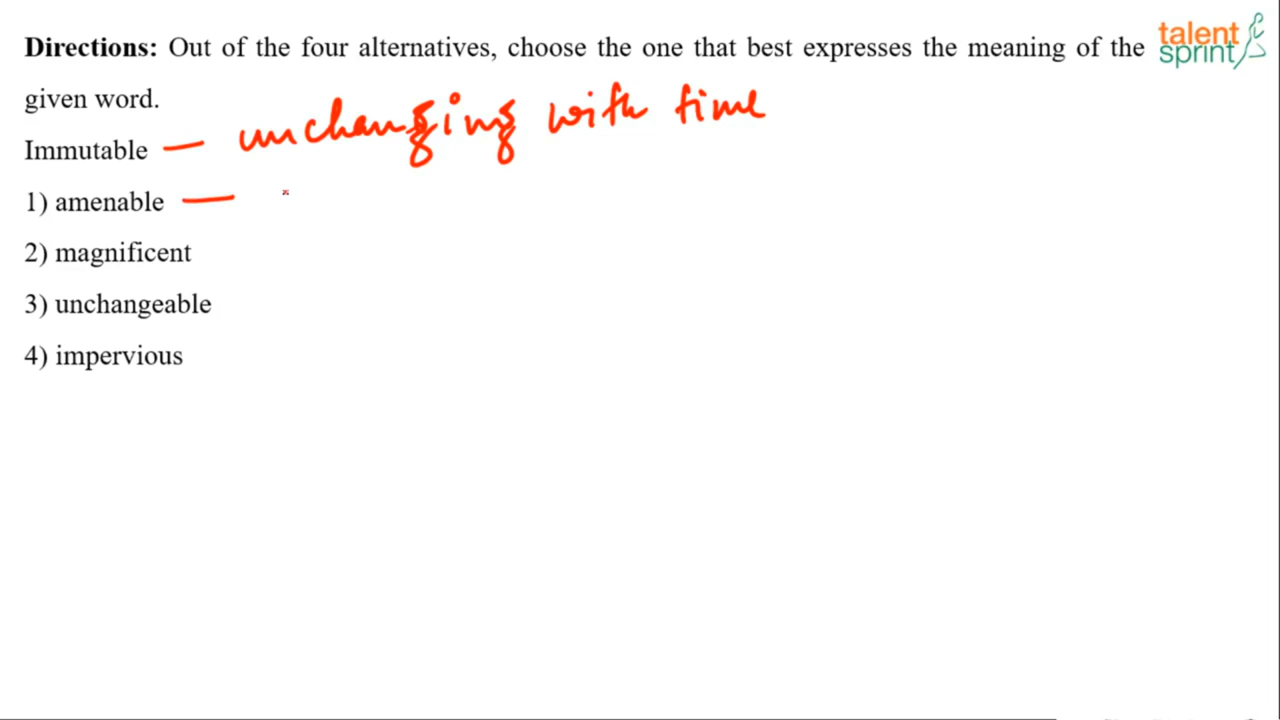 Directions: Out of the four alternatives, choose the one that best expresses the meaning of the
given word.
Immutable — unchanging with time
1) amenable —
2) magnificent
3) unchangeable
4) impervious
talent
sprint